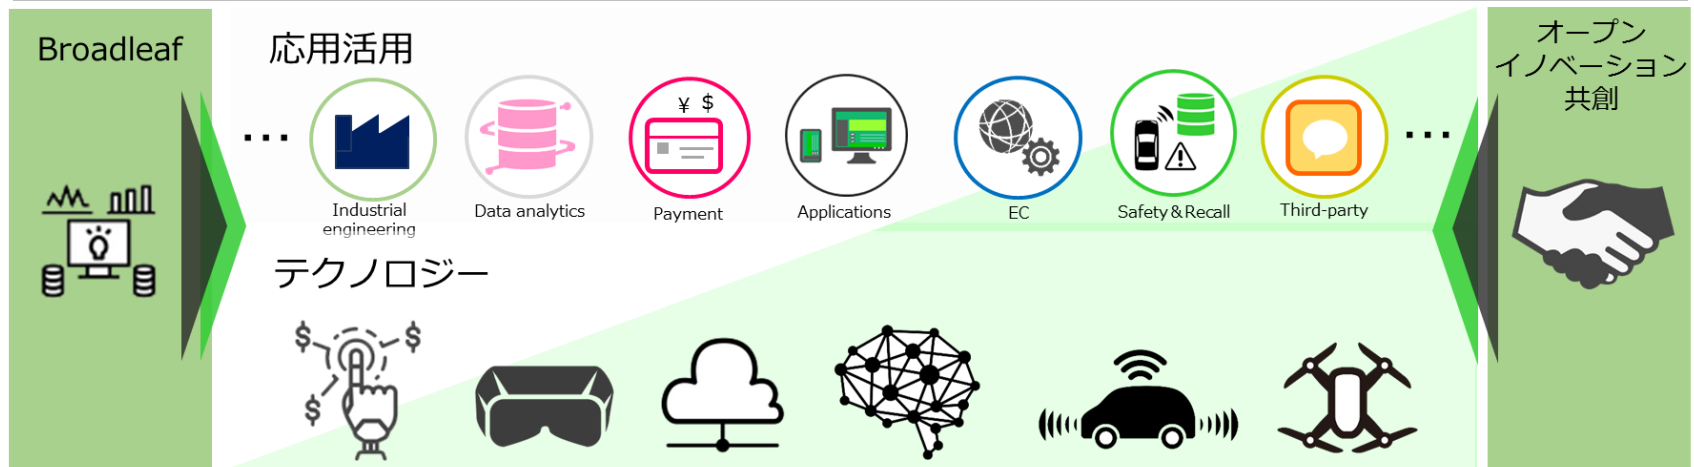 Broadleaf
応用活用
オープン
イノベーション
共創
...
¥ $
...
Industrial
engineering
Data analytics
Payment
Applications
EC
Safety & Recall
Third-party
テクノロジー
$ $
$